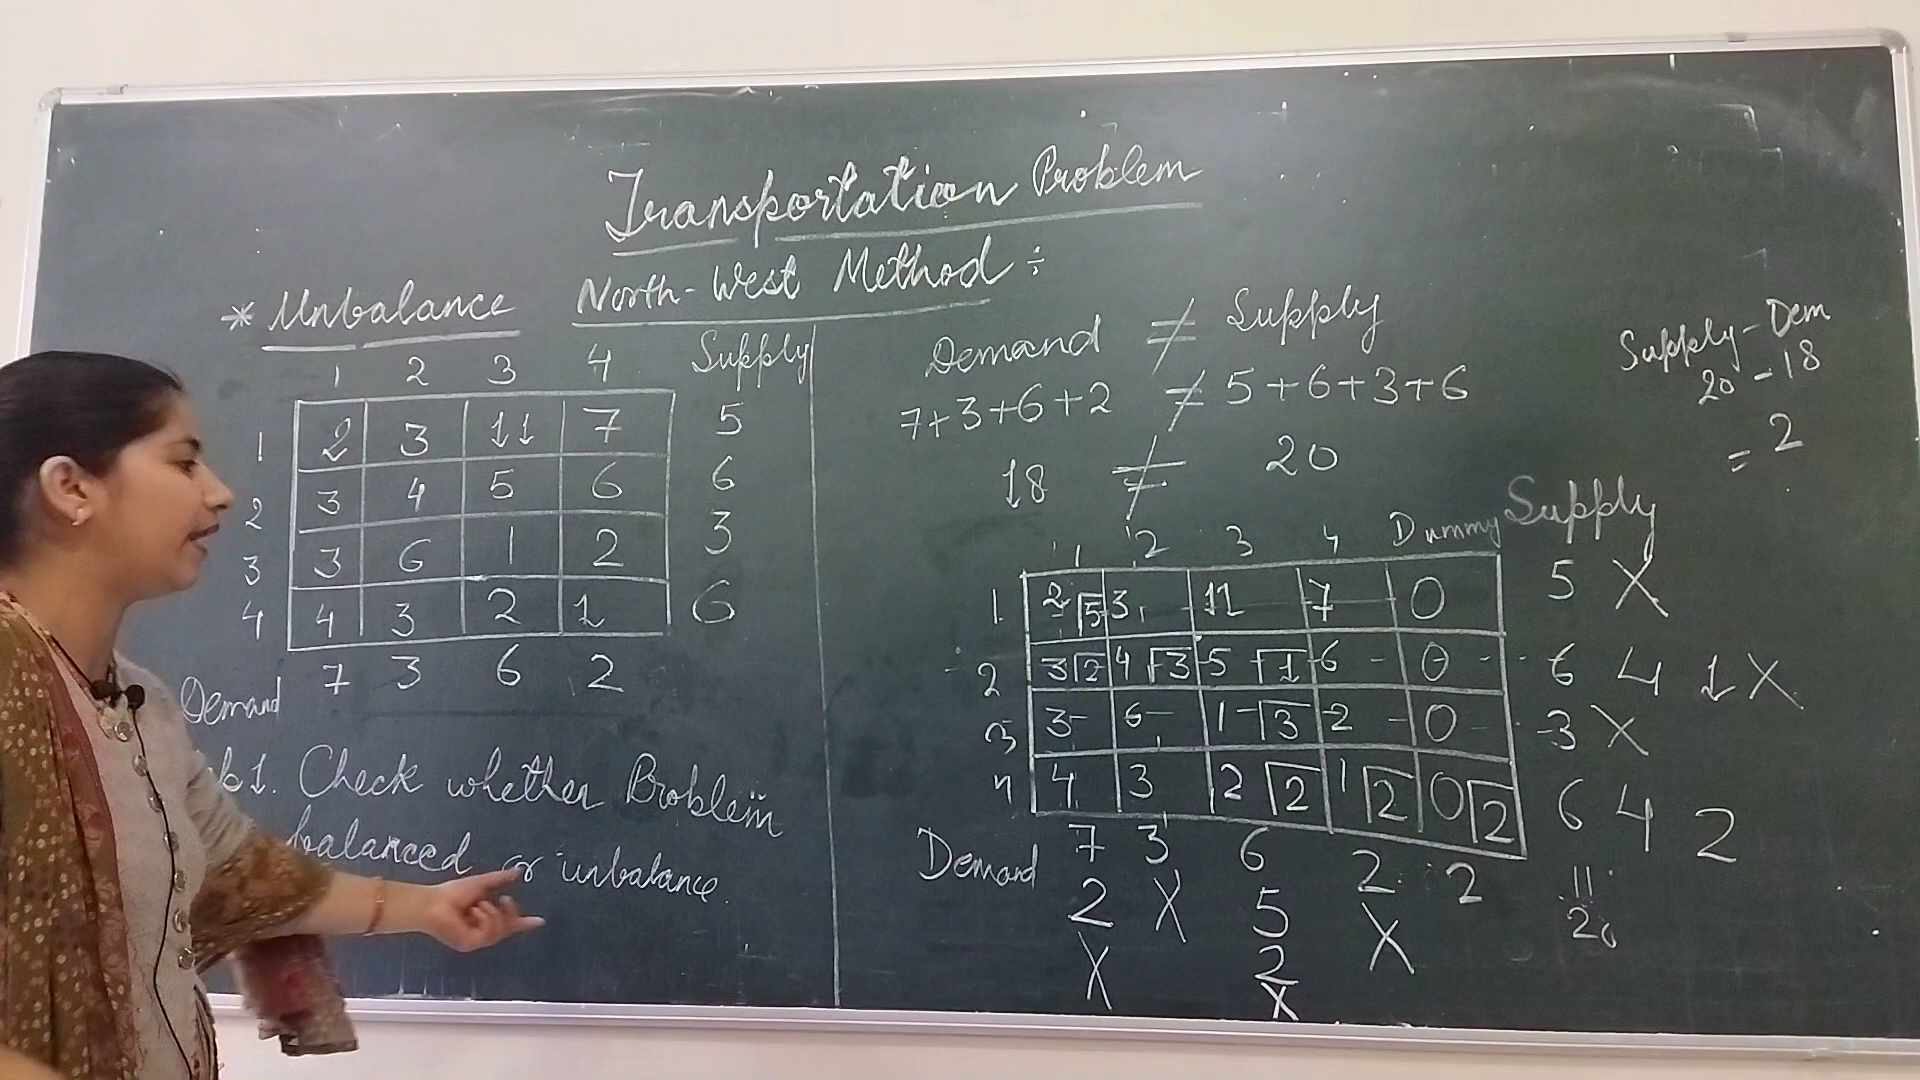 Transportation Problem
* Unbalance North-West Method ÷
1 2 3 4 Supply
1 2 3 11 7 5
2 3 4 5 6 6
3 3 6 1 2 3
4 4 3 2 1 6
Demand 7 3 6 2
1. Check whether Problem
balanced or unbalance.
Demand ≠ Supply
7+3+6+2 ≠ 5+6+3+6
18 ≠ 20
Supply - Dem
20 - 18
= 2
1 2 3 4 Dummy Supply
1 2 5 3 11 7 0 5 X
2 3 2 4 3 5 1 6 0 6 4 1 X
3 3 6 1 3 2 0 3 X
4 4 3 2 2 1 2 0 2 6 4 2
Demand 7 3 6 2 2 11
2 X 5 X 20
X 2
X